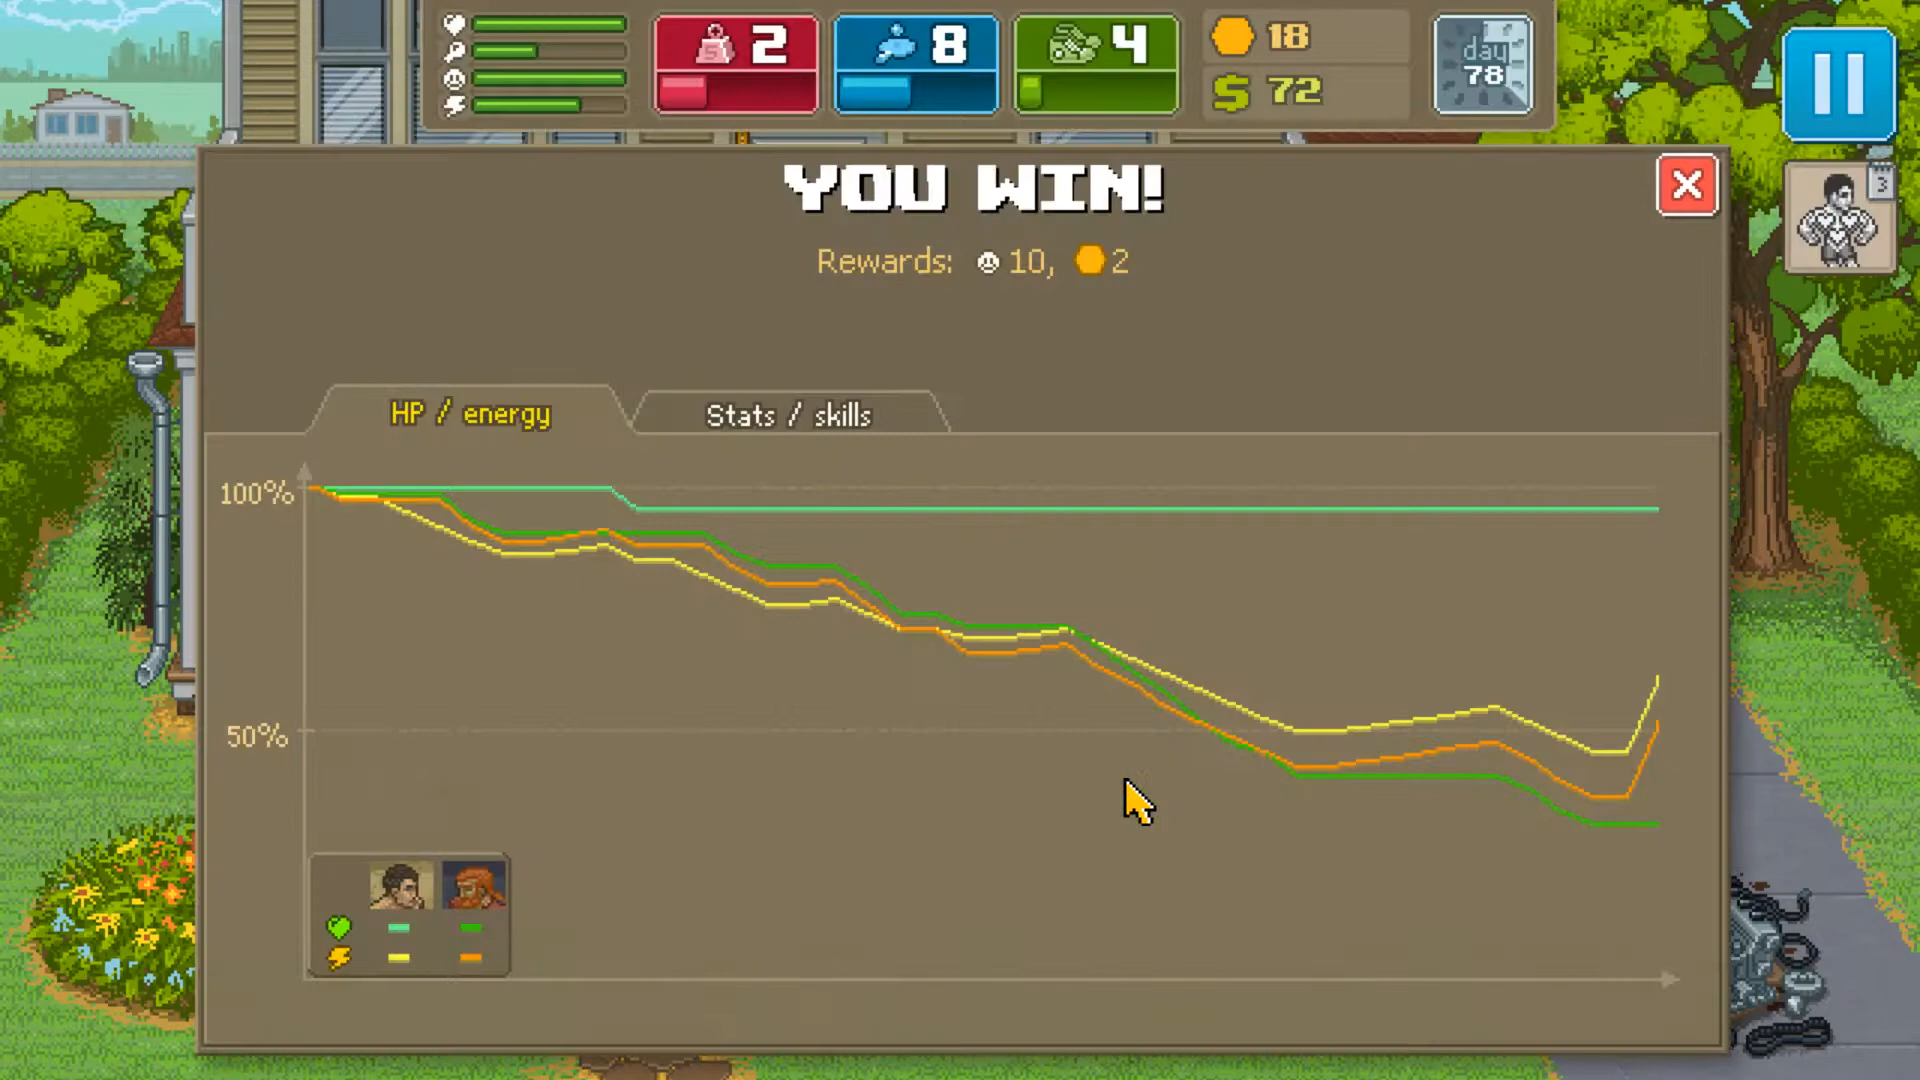 2
8
4
18
$ 72
day
78
3
YOU WIN!
Rewards: 10, 2
HP / energy
Stats / skills
100%
50%